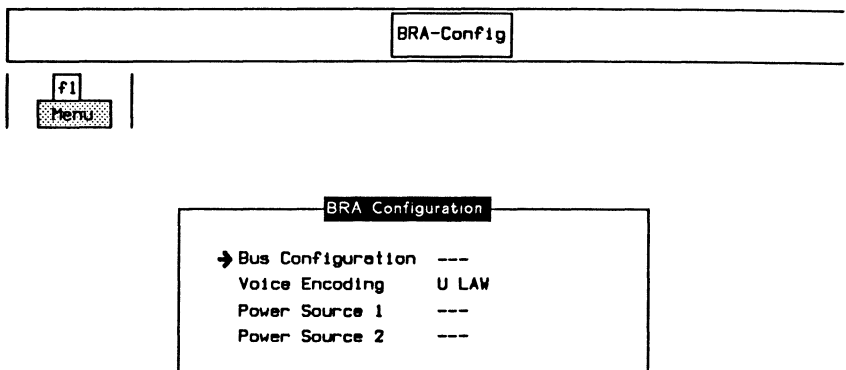 BRA-Config
f1
Menu
BRA Configuration
Bus Configuration ---
Voice Encoding U LAW
Power Source 1 ---
Power Source 2 ---